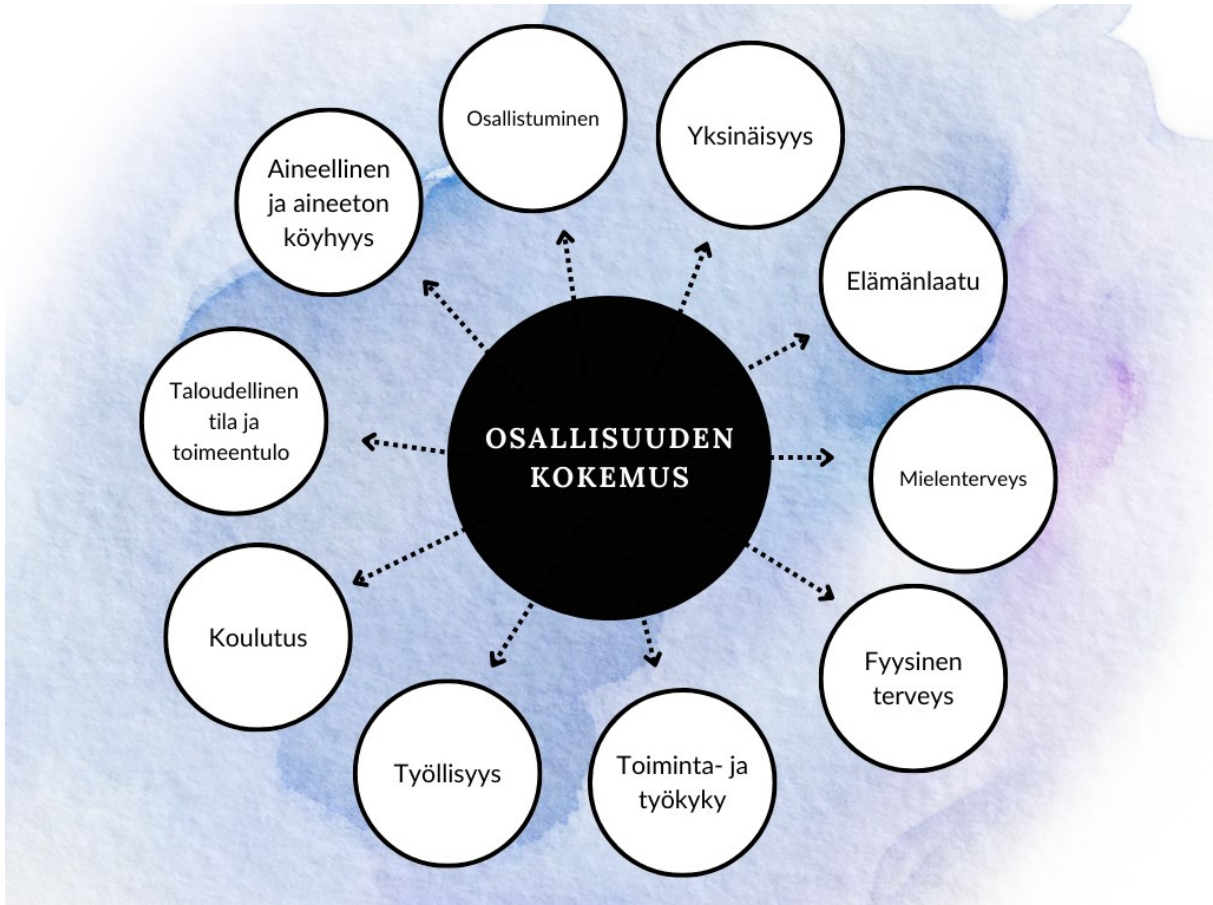 Osallistuminen
Yksinäisyys
Aineellinen
ja aineeton
köyhyys
Elämänlaatu
Taloudellinen
tila ja
toimeentulo
OSALLISUUDEN
KOKEMUS
Mielenterveys
Koulutus
Fyysinen
terveys
Työllisyys
Toiminta- ja
työkyky